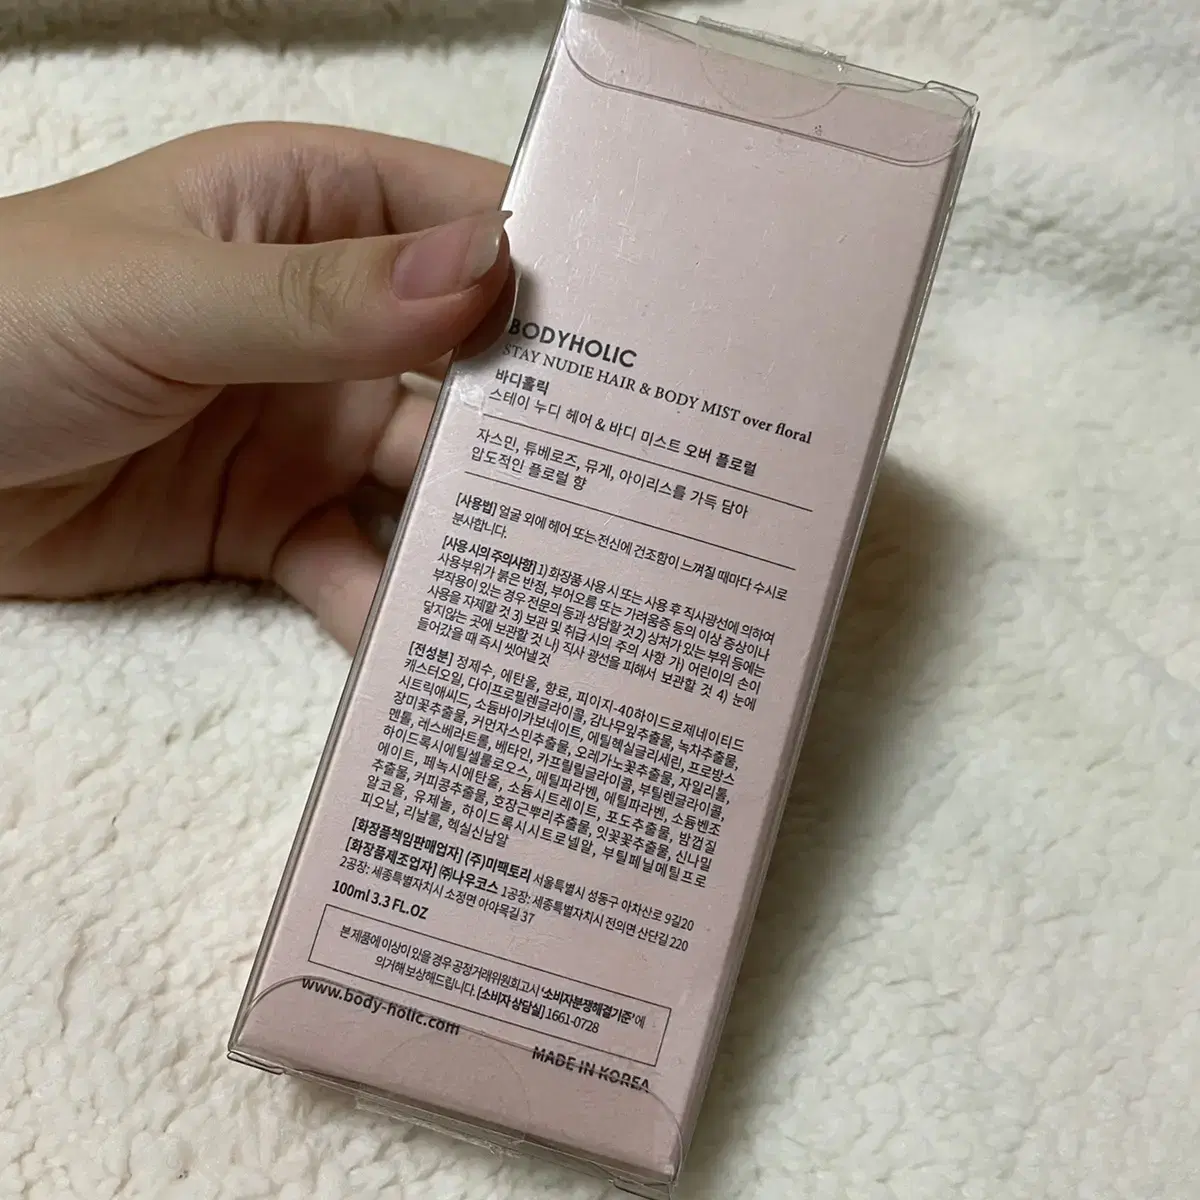 BODYHOLIC
STAY NUDIE HAIR & BODY MIST over floral
바디홀릭
스테이 누디 헤어 & 바디 미스트 오버 플로럴
자스민, 튜베로즈, 뮤게, 아이리스를 가득 담아
압도적인 플로럴 향
[사용법] 얼굴 외에 헤어 또는 전신에 건조함이 느껴질 때마다 수시로
분사합니다.
[사용 시의 주의사항] 1) 화장품 사용 시 또는 사용 후 직사광선에 의하여
사용부위가 붉은 반점, 부어오름 또는 가려움증 등의 이상 증상이나
부작용이 있는 경우 전문의 등과 상담할 것 2) 상처가 있는 부위 등에는
사용을 자제할 것 3) 보관 및 취급 시의 주의 사항 가) 어린이의 손이
닿지않는 곳에 보관할 것 나) 직사 광선을 피해서 보관할 것 4) 눈에
들어갔을 때 즉시 씻어낼것
[전성분] 정제수, 에탄올, 향료, 피이지-40하이드로제네이티드
캐스터오일, 다이프로필렌글라이콜, 감나무잎추출물, 녹차추출물,
시트릭애씨드, 소듐바이카보네이트, 에틸헥실글리세린, 프로방스
장미꽃추출물, 커먼자스민추출물, 오레가노꽃추출물, 자일리톨,
멘톨, 레스베라트롤, 베타인, 카프릴릴글라이콜, 부틸렌글라이콜,
하이드록시에틸셀룰로오스, 메틸파라벤, 에틸파라벤, 소듐벤조
에이트, 페녹시에탄올, 소듐시트레이트, 포도추출물, 밤껍질
추출물, 커피콩추출물, 호장근뿌리추출물, 잇꽃꽃추출물, 신나밀
알코올, 유제놀, 하이드록시시트로넬알, 부틸페닐메틸프로
피오날, 리날룰, 헥실신남알
[화장품책임판매업자] (주)미팩토리 서울특별시 성동구 아차산로 9길20
[화장품제조업자] ㈜나우코스 1공장: 세종특별자치시 전의면 산단길 220
2공장: 세종특별자치시 소정면 아야목길 37
100ml 3.3 FL.OZ
본 제품에 이상이 있을 경우 공정거래위원회고시 '소비자분쟁해결기준'에
의거해 보상해드립니다. [소비자 상담실] 1661-0728
www.body-holic.com
MADE IN KOREA